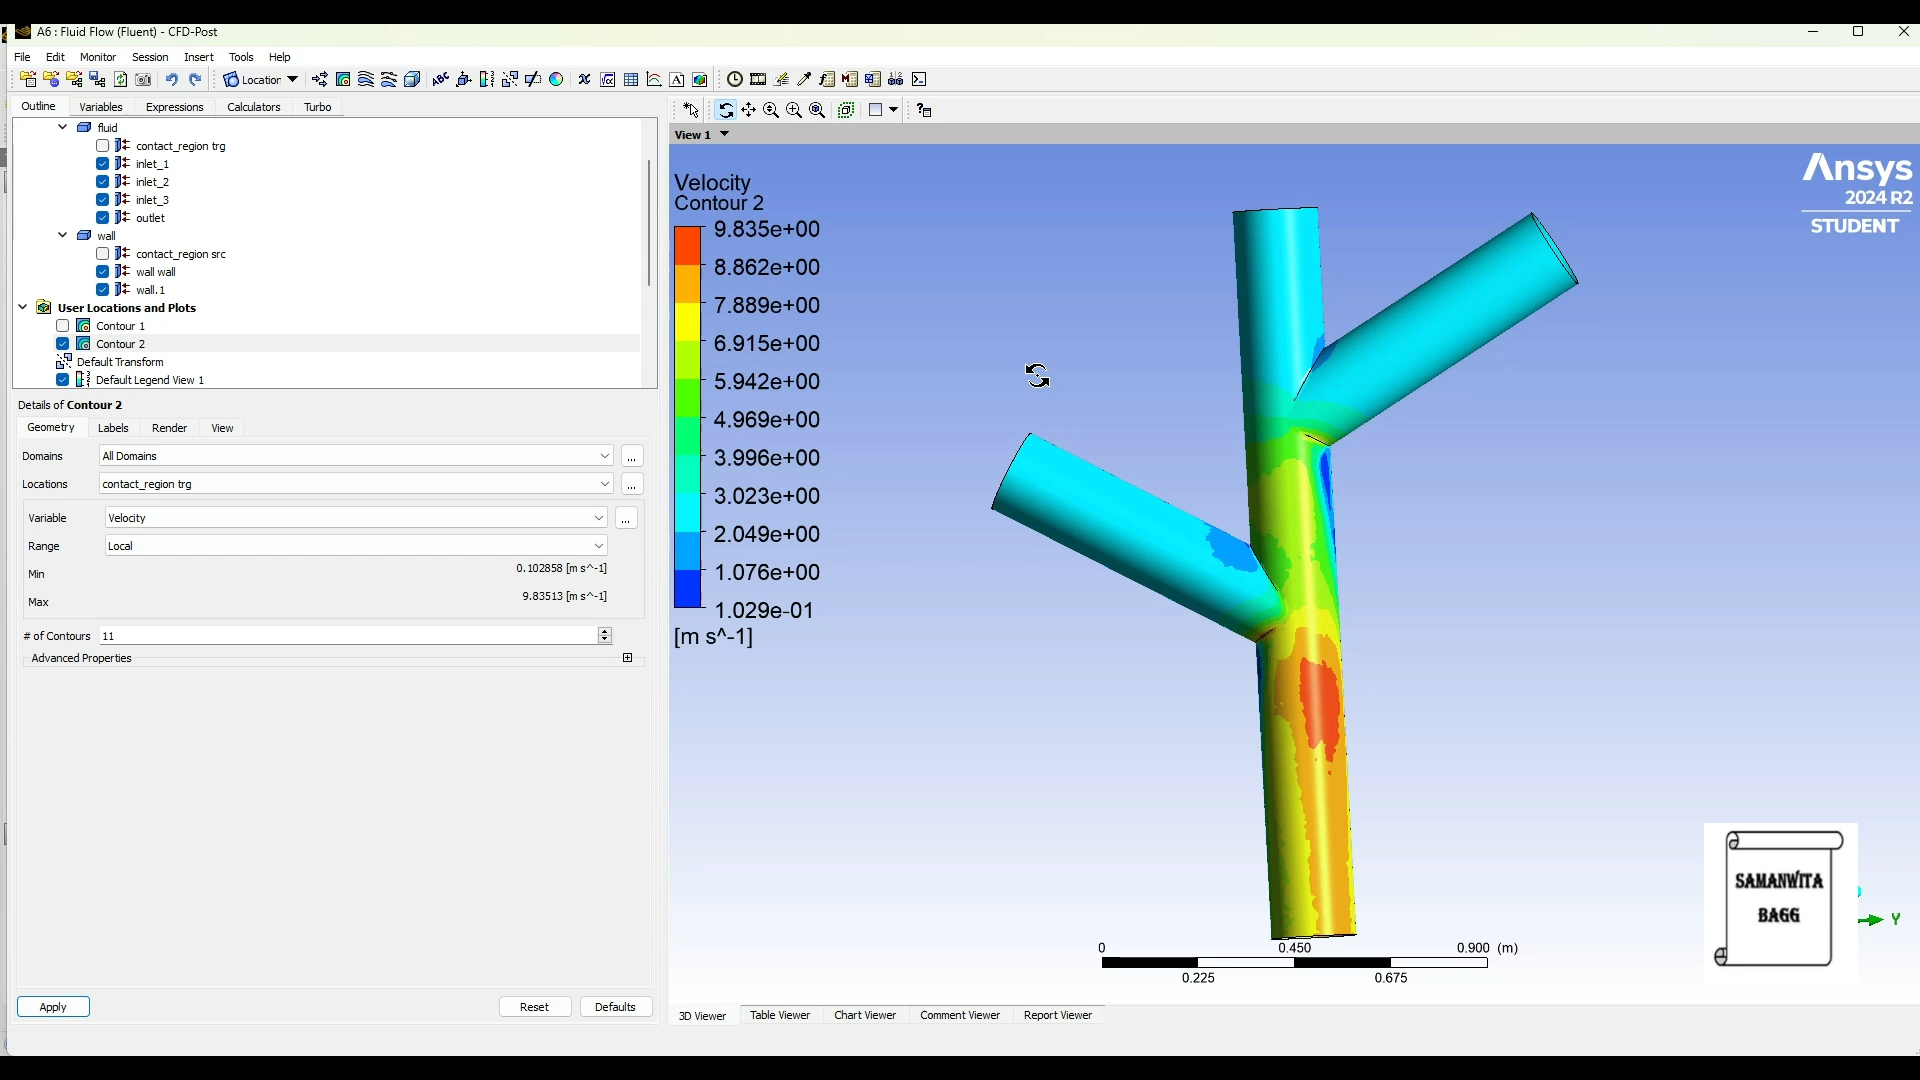 A6 : Fluid Flow (Fluent) - CFD-Post
File Edit Monitor Session Insert Tools Help
Location
Outline Variables Expressions Calculators Turbo
fluid
contact_region trg
inlet_1
inlet_2
inlet_3
outlet
wall
contact_region src
wall wall
wall.1
User Locations and Plots
Contour 1
Contour 2
Default Transform
Default Legend View 1
Details of Contour 2
Geometry Labels Render View
Domains All Domains ...
Locations contact_region trg ...
Variable Velocity ...
Range Local
Min 0.102858 [m s^-1]
Max 9.83513 [m s^-1]
# of Contours 11
Advanced Properties
Apply Reset Defaults
View 1
Velocity
Contour 2
9.835e+00
8.862e+00
7.889e+00
6.915e+00
5.942e+00
4.969e+00
3.996e+00
3.023e+00
2.049e+00
1.076e+00
1.029e-01
[m s^-1]
Ansys
2024 R2
STUDENT
0 0.450 0.900 (m)
0.225 0.675
SAMANWITA
BAGG
Y
3D Viewer Table Viewer Chart Viewer Comment Viewer Report Viewer